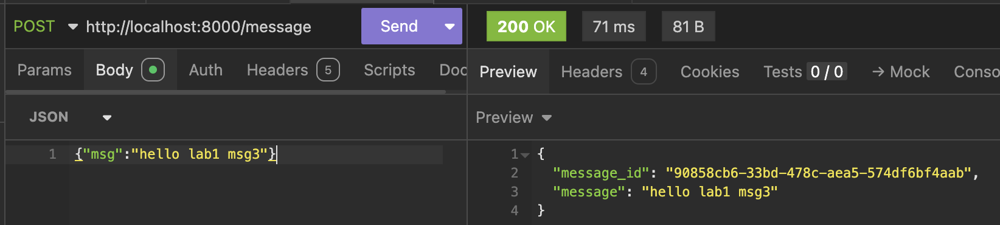 POST http://localhost:8000/message Send 200 OK 71 ms 81 B
Params Body Auth Headers 5 Scripts Doc Preview Headers 4 Cookies Tests 0 / 0 → Mock Conso
JSON Preview
1 {"msg":"hello lab1 msg3"}
1 {
2 "message_id": "90858cb6-33bd-478c-aea5-574df6bf4aab",
3 "message": "hello lab1 msg3"
4 }